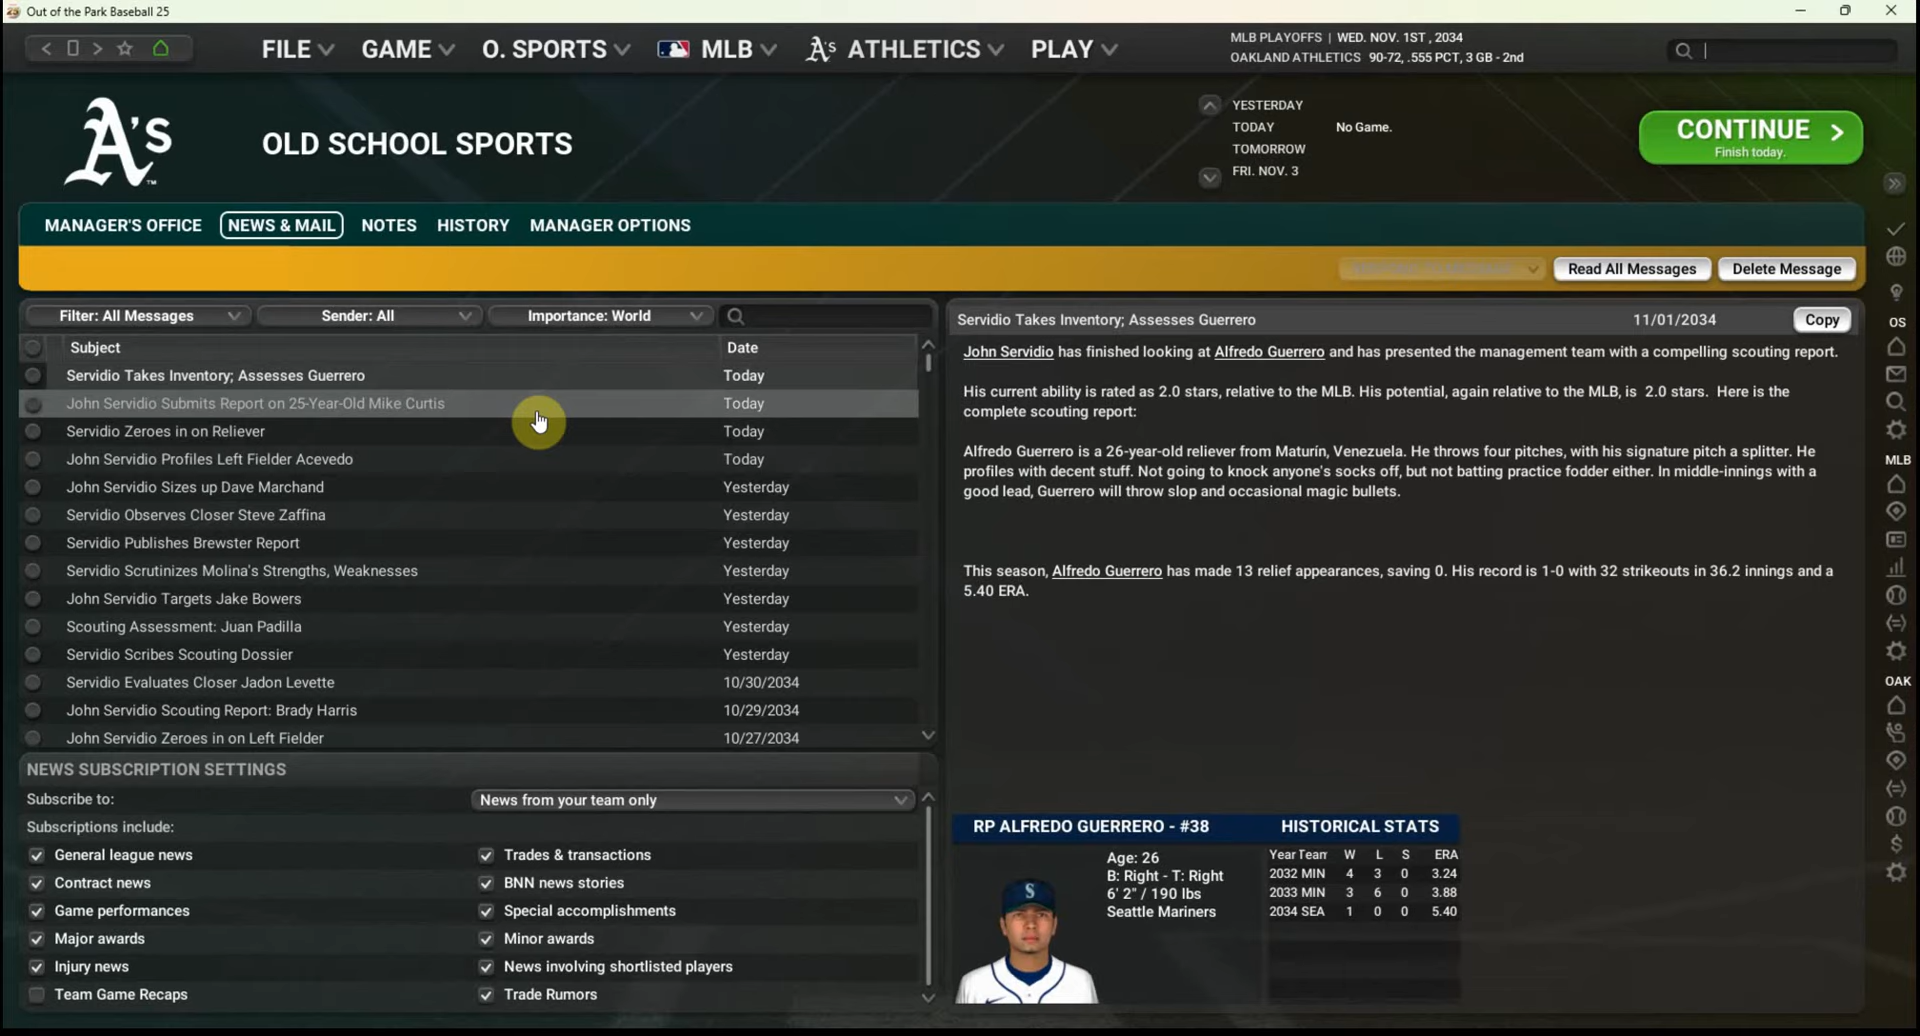 Out of the Park Baseball 25
FILE GAME O. SPORTS MLB A's ATHLETICS PLAY
MLB PLAYOFFS | WED. NOV. 1ST , 2034
OAKLAND ATHLETICS 90-72, .555 PCT, 3 GB - 2nd
A's
OLD SCHOOL SPORTS
YESTERDAY
TODAY No Game.
TOMORROW
FRI. NOV. 3
CONTINUE
Finish today.
MANAGER'S OFFICE NEWS & MAIL NOTES HISTORY MANAGER OPTIONS
Read All Messages Delete Message
Filter: All Messages Sender: All Importance: World
Subject Date
Servidio Takes Inventory; Assesses Guerrero Today
John Servidio Submits Report on 25-Year-Old Mike Curtis Today
Servidio Zeroes in on Reliever Today
John Servidio Profiles Left Fielder Acevedo Today
John Servidio Sizes up Dave Marchand Yesterday
Servidio Observes Closer Steve Zaffina Yesterday
Servidio Publishes Brewster Report Yesterday
Servidio Scrutinizes Molina's Strengths, Weaknesses Yesterday
John Servidio Targets Jake Bowers Yesterday
Scouting Assessment: Juan Padilla Yesterday
Servidio Scribes Scouting Dossier Yesterday
Servidio Evaluates Closer Jadon Levette 10/30/2034
John Servidio Scouting Report: Brady Harris 10/29/2034
John Servidio Zeroes in on Left Fielder 10/27/2034
NEWS SUBSCRIPTION SETTINGS
Subscribe to: News from your team only
Subscriptions include:
General league news Trades & transactions
Contract news BNN news stories
Game performances Special accomplishments
Major awards Minor awards
Injury news News involving shortlisted players
Team Game Recaps Trade Rumors
Servidio Takes Inventory; Assesses Guerrero 11/01/2034 Copy
John Servidio has finished looking at Alfredo Guerrero and has presented the management team with a compelling scouting report.
His current ability is rated as 2.0 stars, relative to the MLB. His potential, again relative to the MLB, is 2.0 stars. Here is the
complete scouting report:
Alfredo Guerrero is a 26-year-old reliever from Maturín, Venezuela. He throws four pitches, with his signature pitch a splitter. He
profiles with decent stuff. Not going to knock anyone's socks off, but not batting practice fodder either. In middle-innings with a
good lead, Guerrero will throw slop and occasional magic bullets.
This season, Alfredo Guerrero has made 13 relief appearances, saving 0. His record is 1-0 with 32 strikeouts in 36.2 innings and a
5.40 ERA.
RP ALFREDO GUERRERO - #38
Age: 26
B: Right - T: Right
6' 2" / 190 lbs
Seattle Mariners
S
HISTORICAL STATS
Year Team W L S ERA
2032 MIN 4 3 0 3.24
2033 MIN 3 6 0 3.88
2034 SEA 1 0 0 5.40
OS
MLB
OAK